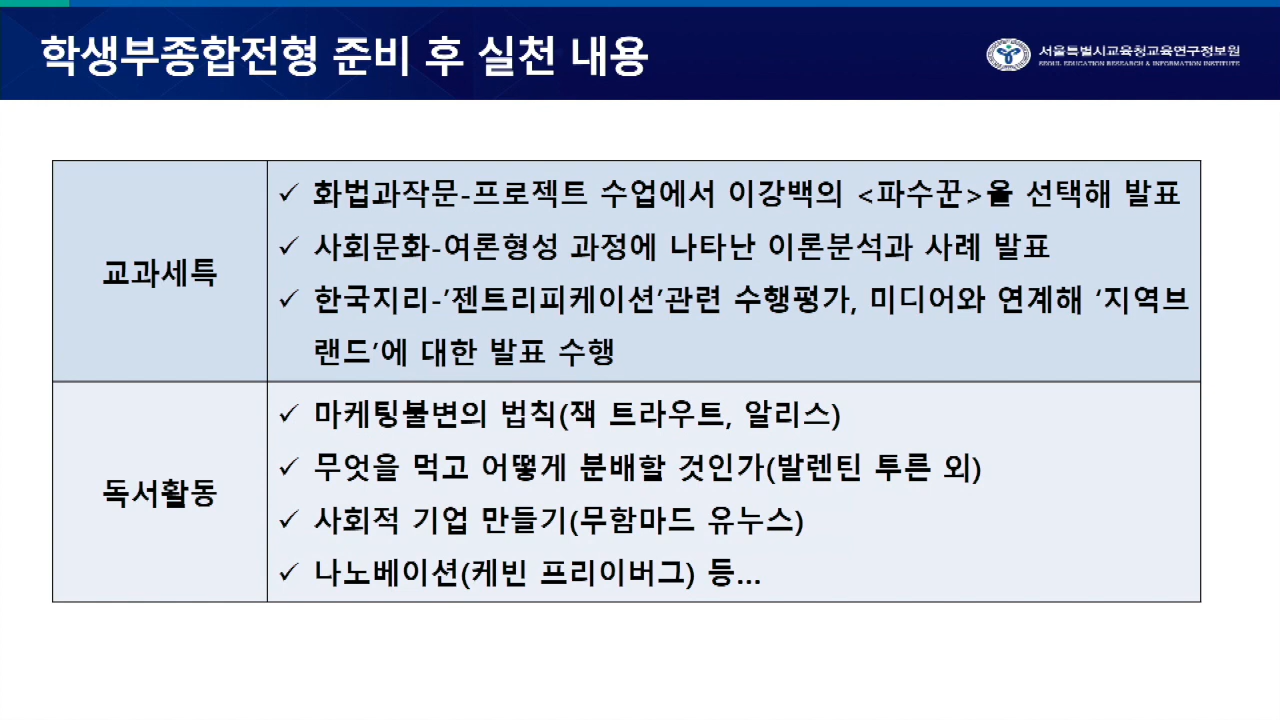 학생부종합전형 준비 후 실천 내용
서울특별시교육청교육연구정보원
SEOUL EDUCATION RESEARCH & INFORMATION INSTITUTE
교과세특
✓ 화법과작문-프로젝트 수업에서 이강백의 <파수꾼>을 선택해 발표
✓ 사회문화-여론형성 과정에 나타난 이론분석과 사례 발표
✓ 한국지리-’젠트리피케이션’관련 수행평가, 미디어와 연계해 ‘지역브
랜드’에 대한 발표 수행
독서활동
✓ 마케팅불변의 법칙(잭 트라우트, 알리스)
✓ 무엇을 먹고 어떻게 분배할 것인가(발렌틴 투른 외)
✓ 사회적 기업 만들기(무함마드 유누스)
✓ 나노베이션(케빈 프리이버그) 등...